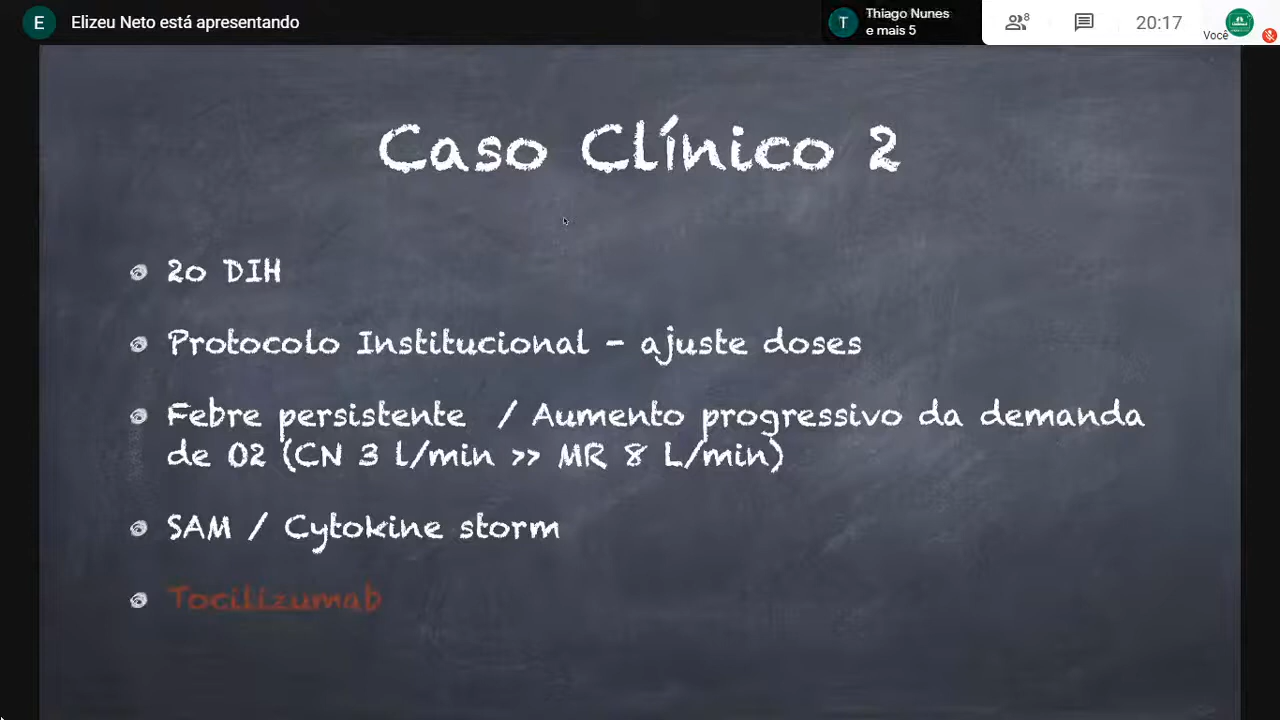 E Elizeu Neto está apresentando
T Thiago Nunes
e mais 5
8
20:17
Você
Caso Clínico 2
2o DIH
Protocolo Institucional - ajuste doses
Febre persistente / Aumento progressivo da demanda
de O2 (CN 3 l/min >> MR 8 L/min)
SAM / Cytokine storm
Tocilizumab